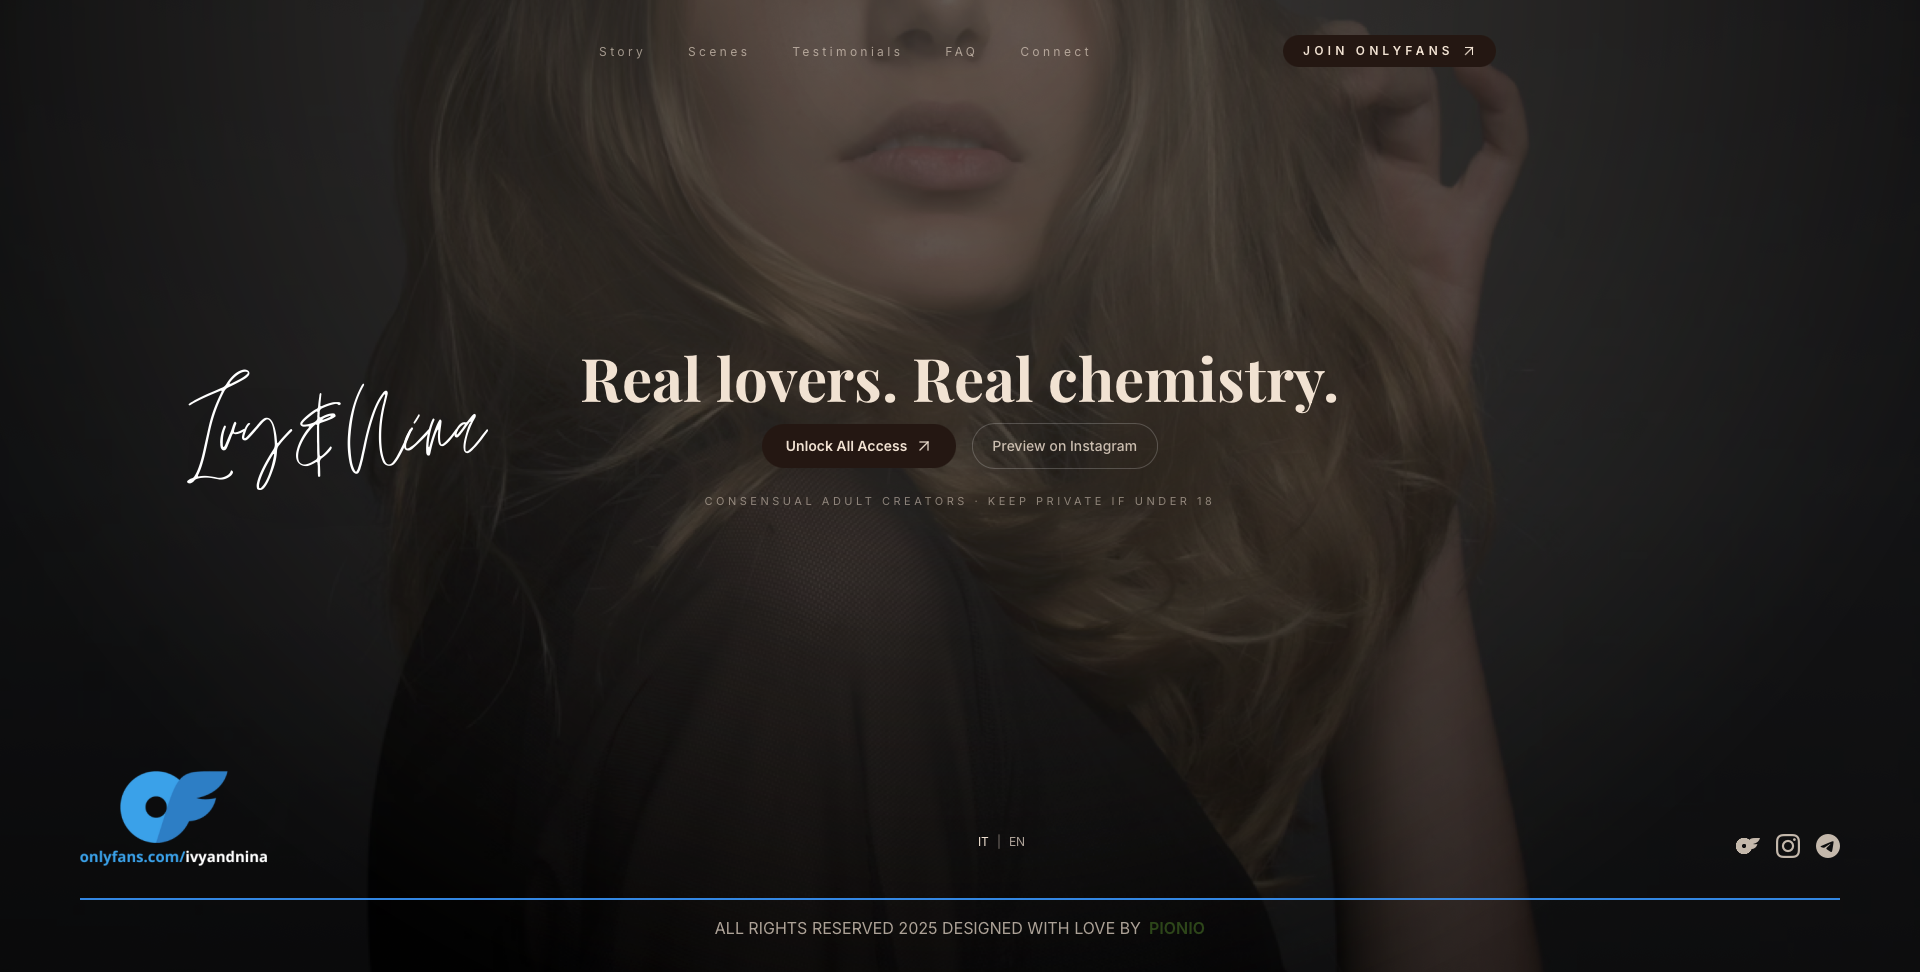 Story Scenes Testimonials FAQ Connect JOIN ONLYFANS
Ivy & Nina
Real lovers. Real chemistry.
Unlock All Access Preview on Instagram
CONSENSUAL ADULT CREATORS · KEEP PRIVATE IF UNDER 18
onlyfans.com/ivyandnina
IT | EN
ALL RIGHTS RESERVED 2025 DESIGNED WITH LOVE BY PIONIO